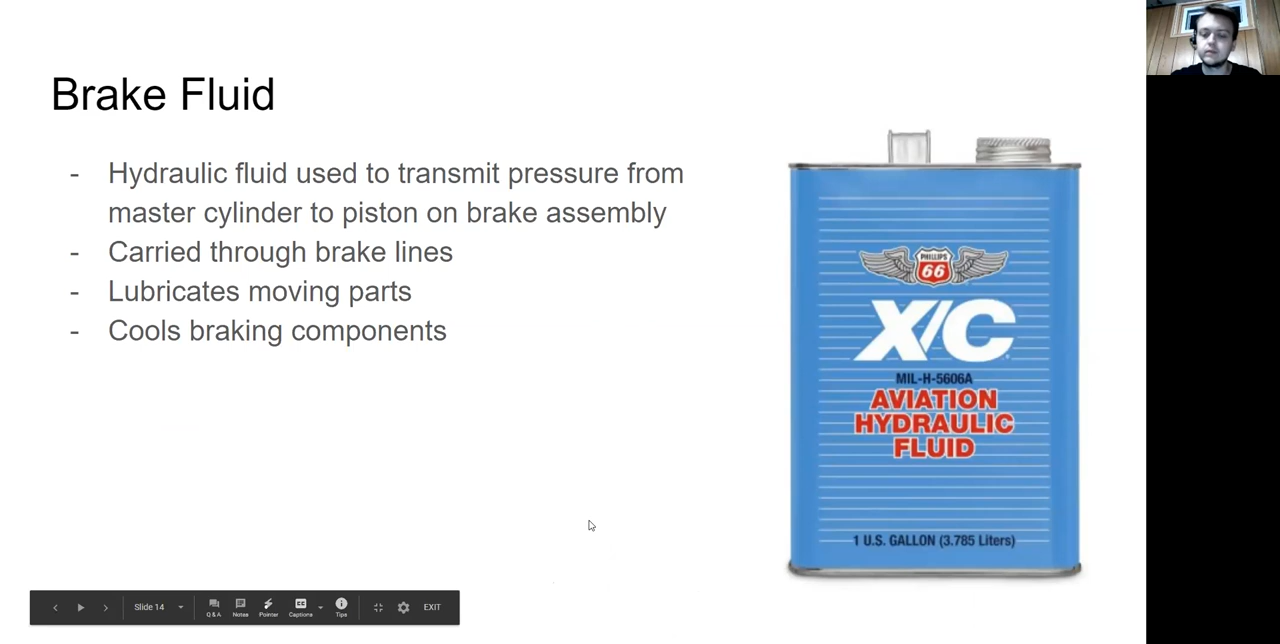 Brake Fluid
- Hydraulic fluid used to transmit pressure from
master cylinder to piston on brake assembly
- Carried through brake lines
- Lubricates moving parts
- Cools braking components
PHILLIPS
66
X/C
MIL-H-5606A
AVIATION
HYDRAULIC
FLUID
1 U.S. GALLON (3.785 Liters)
Slide 14
Q & A
Notes
Pointer
Captions
Tips
EXIT